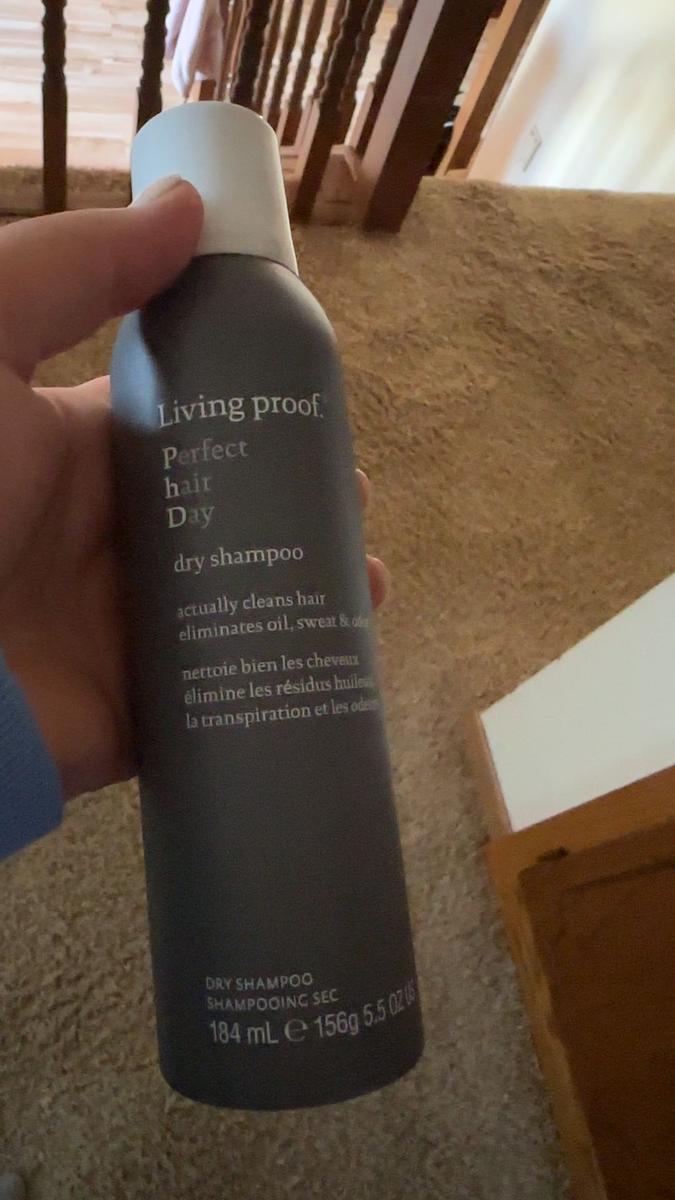 Living proof.
Perfect
hair
Day
dry shampoo
actually cleans hair
eliminates oil, sweat &
nettoie bien les cheveux
élimine les résidus
la transpiration et les
DRY SHAMPOO
SHAMPOOING SEC
184 mL ℮ 156g 5.5 OZ US